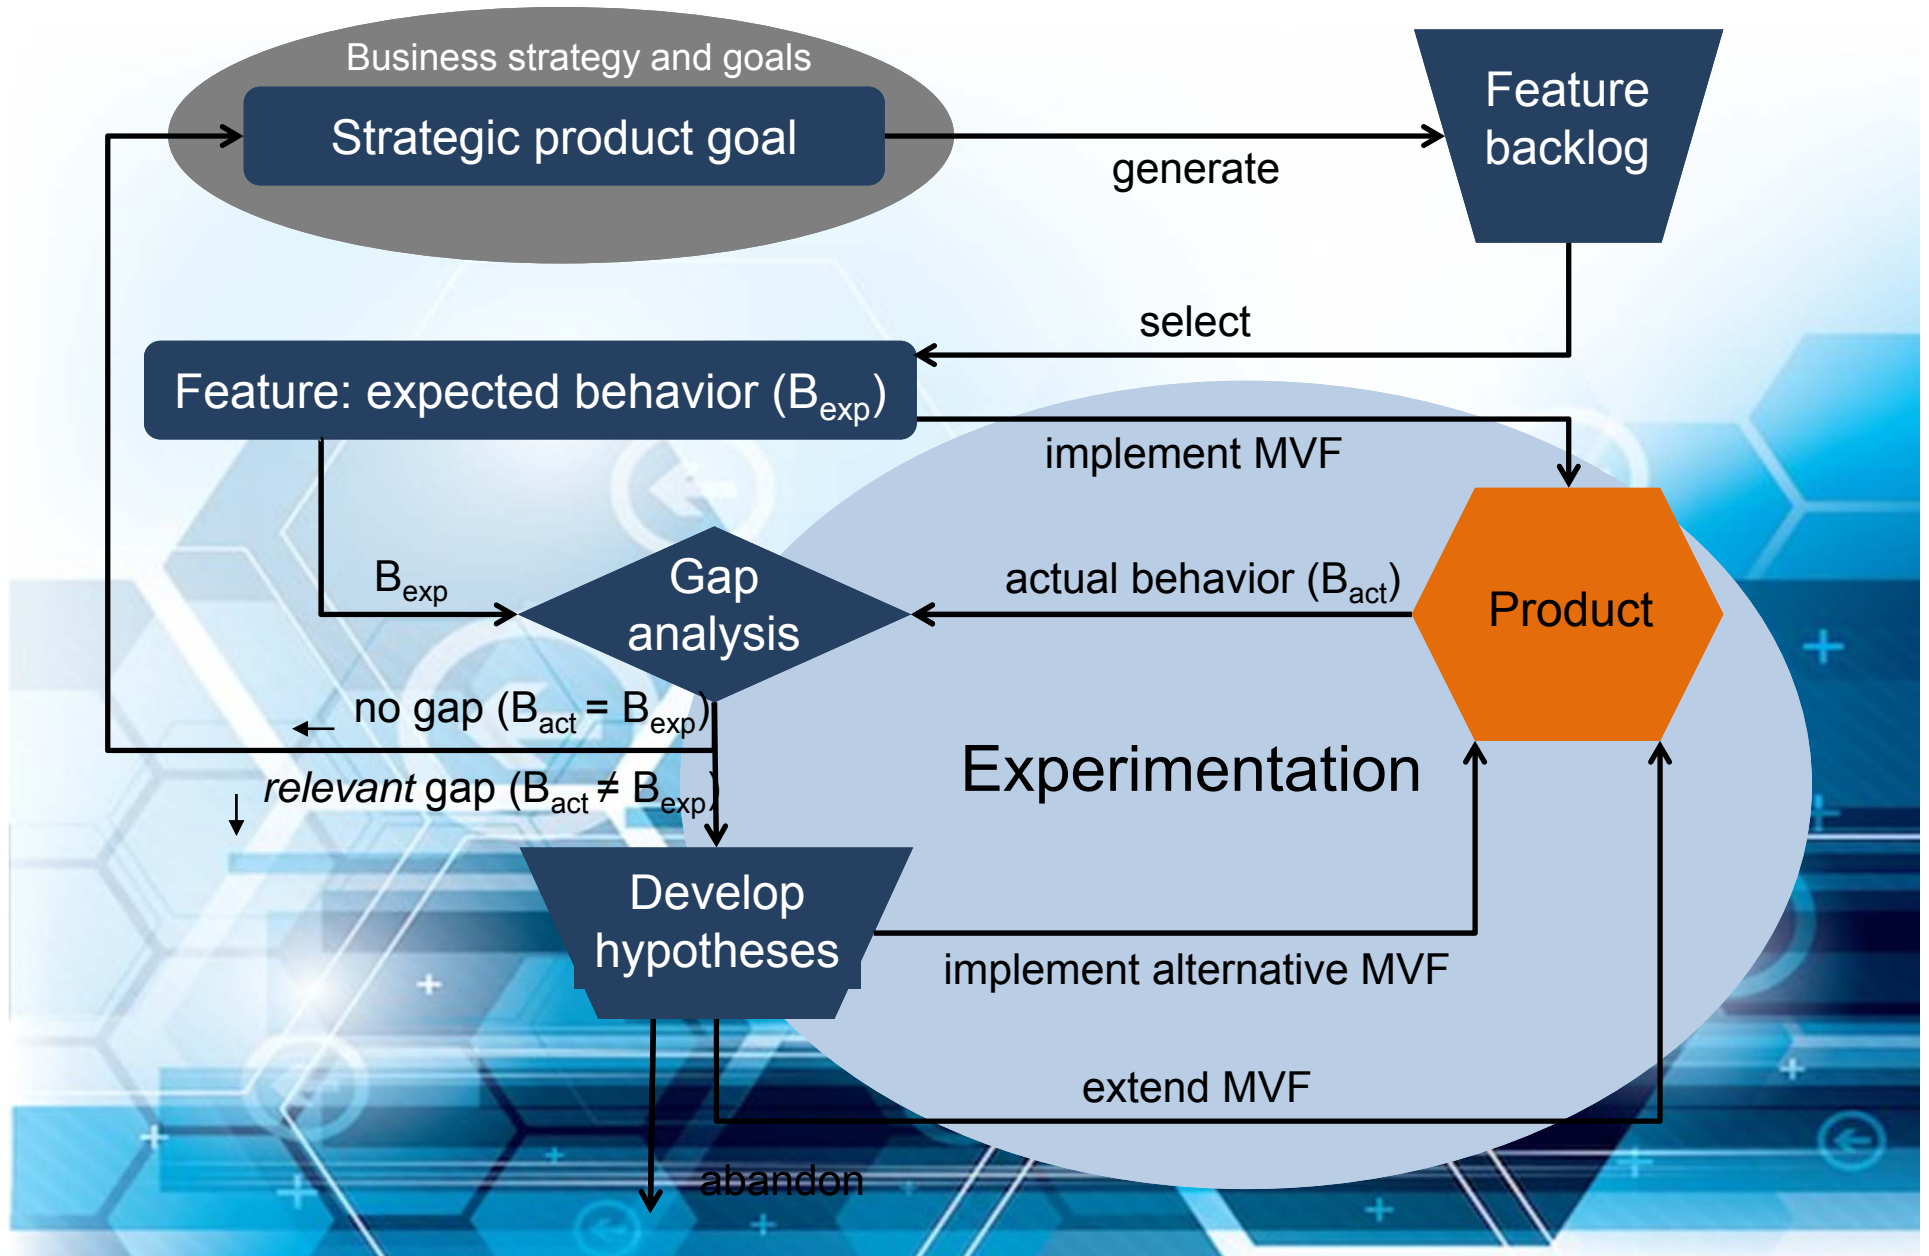 Business strategy and goals
Strategic product goal
Feature
backlog
generate
select
Feature: expected behavior (Bexp)
implement MVF
Bexp
Gap
analysis
actual behavior (Bact)
Product
no gap (Bact = Bexp)
relevant gap (Bact ≠ Bexp)
Experimentation
Develop
hypotheses
implement alternative MVF
extend MVF
abandon